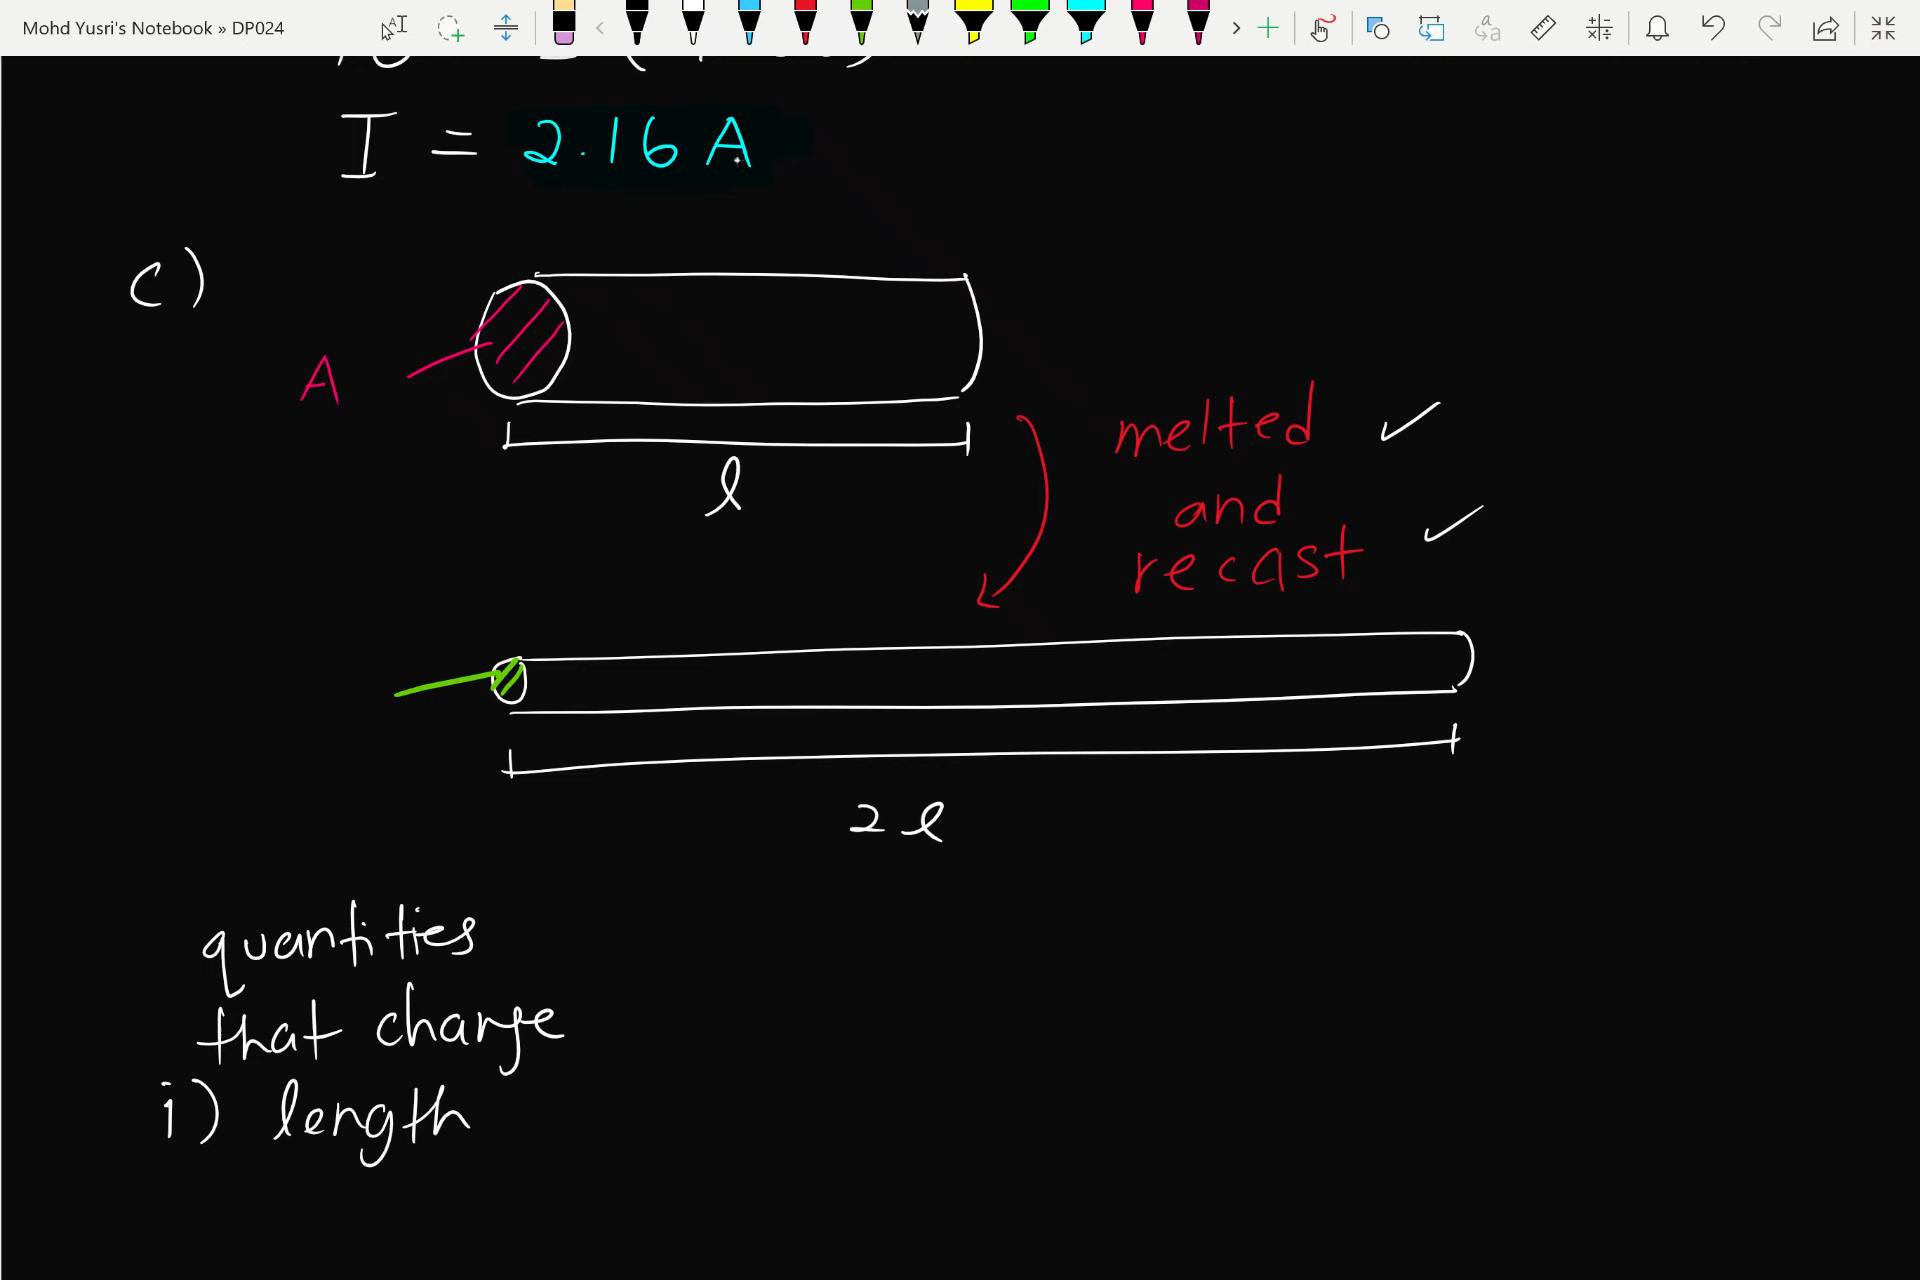 Mohd Yusri's Notebook » DP024
I = 2.16 A
c)
A
l
melted ✓
and
recast ✓
2l
quantities
that change
i) length